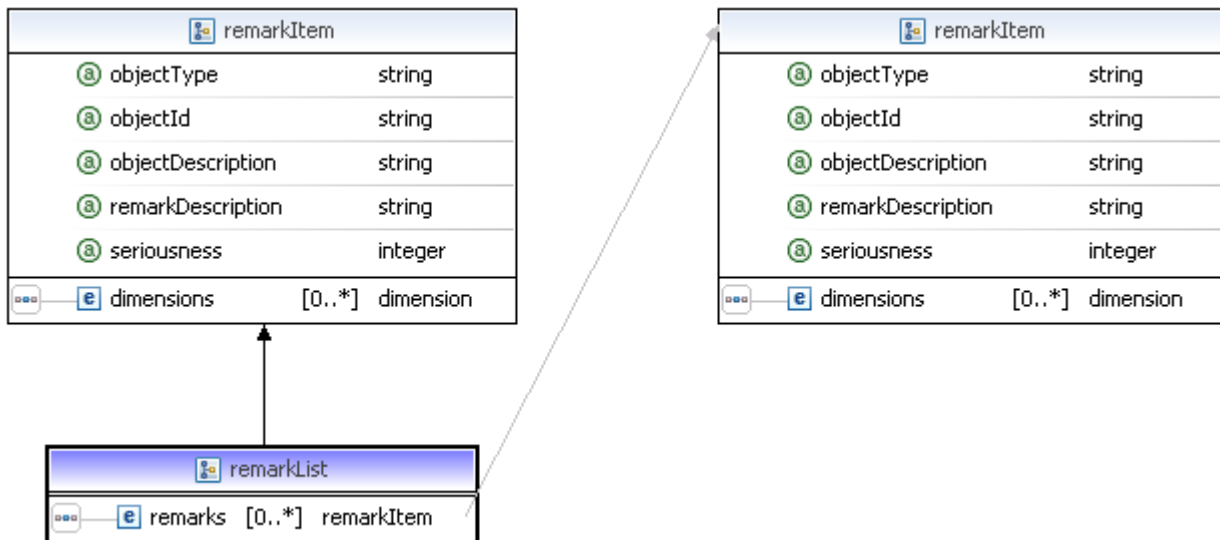 remarkItem
objectType string
objectId string
objectDescription string
remarkDescription string
seriousness integer
e dimensions [0..*] dimension
remarkItem
objectType string
objectId string
objectDescription string
remarkDescription string
seriousness integer
e dimensions [0..*] dimension
remarkList
e remarks [0..*] remarkItem